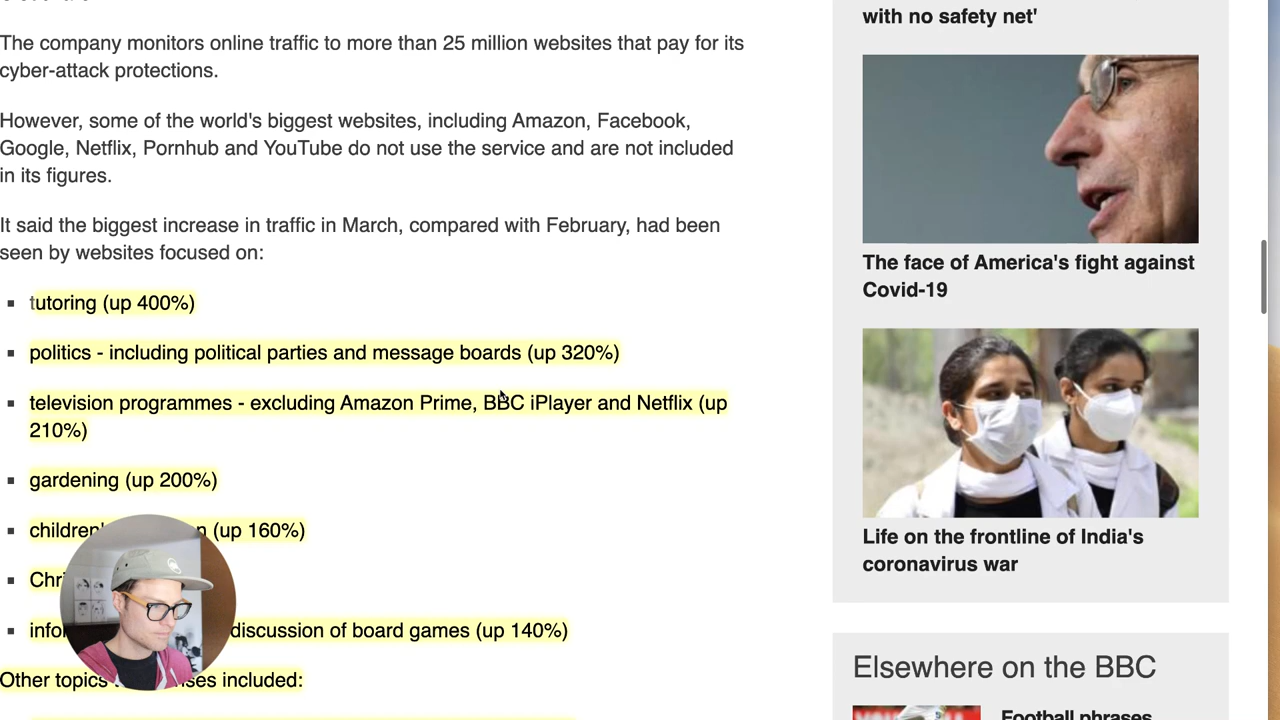 The company monitors online traffic to more than 25 million websites that pay for its
cyber-attack protections.
However, some of the world's biggest websites, including Amazon, Facebook,
Google, Netflix, Pornhub and YouTube do not use the service and are not included
in its figures.
It said the biggest increase in traffic in March, compared with February, had been
seen by websites focused on:
tutoring (up 400%)
politics - including political parties and message boards (up 320%)
television programmes - excluding Amazon Prime, BBC iPlayer and Netflix (up
210%)
gardening (up 200%)
children' (up 160%)
discussion of board games (up 140%)
Other topics included:
with no safety net'
The face of America's fight against
Covid-19
Life on the frontline of India's
coronavirus war
Elsewhere on the BBC
Football phrases